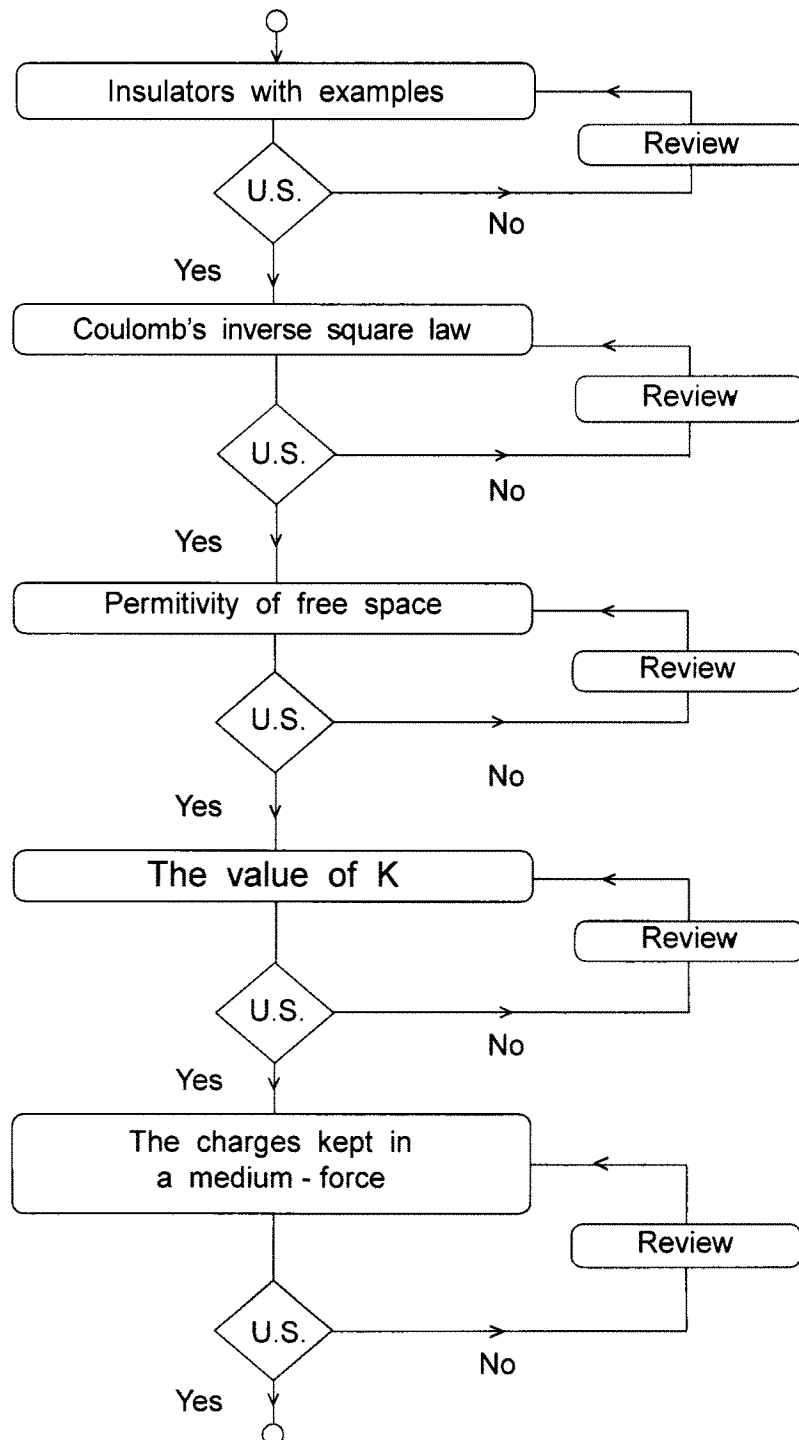 Insulators with examples
Review
U.S.
No
Yes
Coulomb's inverse square law
Review
U.S.
No
Yes
Permitivity of free space
Review
U.S.
No
Yes
The value of K
Review
U.S.
No
Yes
The charges kept in
a medium - force
Review
U.S.
No
Yes